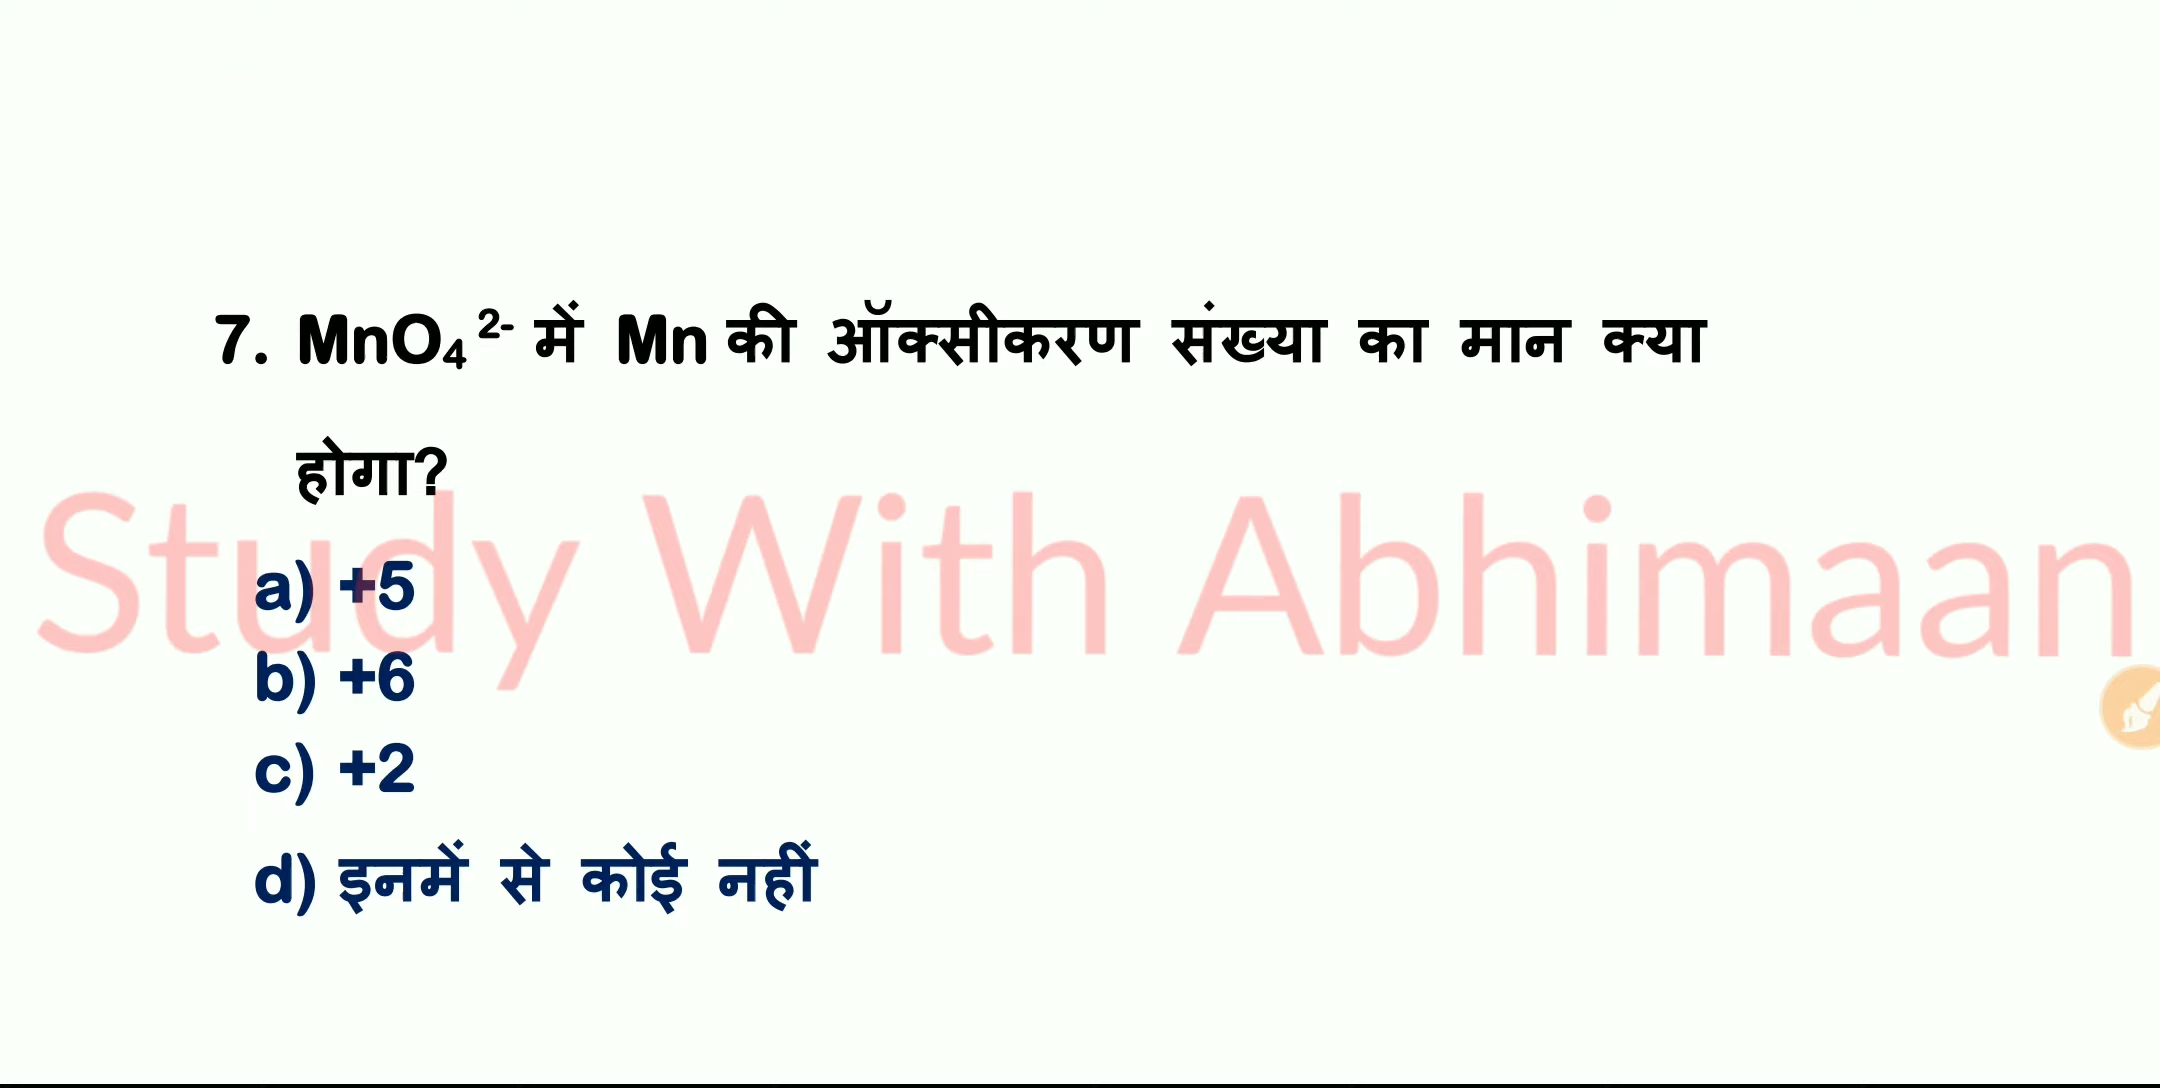 7. MnO₄²⁻ में Mn की ऑक्सीकरण संख्या का मान क्या
होगा?
Study With Abhimaan
a) +5
b) +6
c) +2
d) इनमें से कोई नहीं